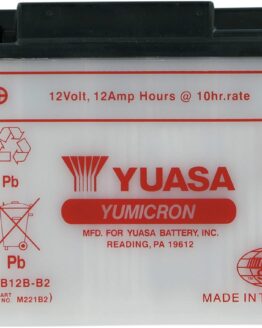 12Volt, 12Amp Hours @ 10hr.rate
Pb
YUASA
YUMICRON
MFD. FOR YUASA BATTERY, INC.
READING, PA 19612
Pb
B12B-B2
NO. M221B2)
MADE IN